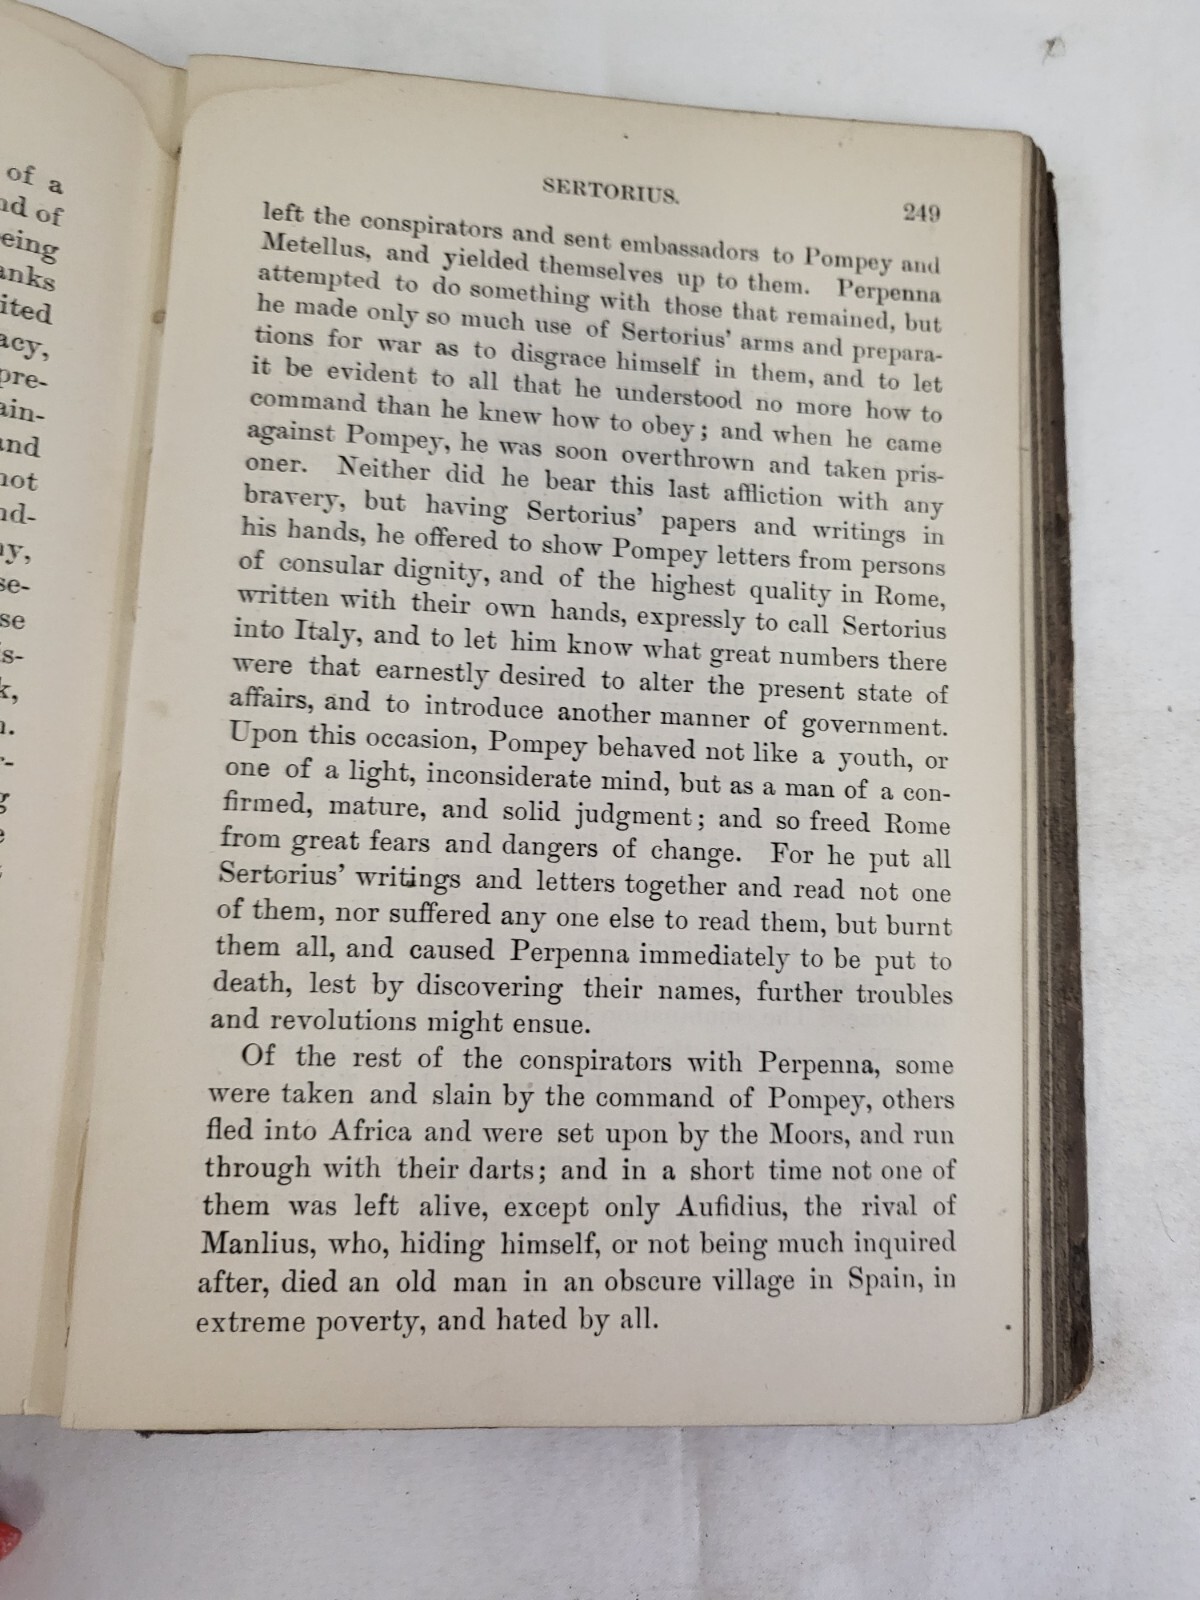 of a
nd of
eing
anks
ited
acy,
pre-
ain-
and
not
nd-
ny,
se-
se
is-
k,
SERTORIUS. 249
left the conspirators and sent embassadors to Pompey and
Metellus, and yielded themselves up to them. Perpenna
attempted to do something with those that remained, but
he made only so much use of Sertorius' arms and prepara-
tions for war as to disgrace himself in them, and to let
it be evident to all that he understood no more how to
command than he knew how to obey; and when he came
against Pompey, he was soon overthrown and taken pris-
oner. Neither did he bear this last affliction with any
bravery, but having Sertorius' papers and writings in
his hands, he offered to show Pompey letters from persons
of consular dignity, and of the highest quality in Rome,
written with their own hands, expressly to call Sertorius
into Italy, and to let him know what great numbers there
were that earnestly desired to alter the present state of
affairs, and to introduce another manner of government.
Upon this occasion, Pompey behaved not like a youth, or
one of a light, inconsiderate mind, but as a man of a con-
firmed, mature, and solid judgment; and so freed Rome
from great fears and dangers of change. For he put all
Sertorius' writings and letters together and read not one
of them, nor suffered any one else to read them, but burnt
them all, and caused Perpenna immediately to be put to
death, lest by discovering their names, further troubles
and revolutions might ensue.
Of the rest of the conspirators with Perpenna, some
were taken and slain by the command of Pompey, others
fled into Africa and were set upon by the Moors, and run
through with their darts; and in a short time not one of
them was left alive, except only Aufidius, the rival of
Manlius, who, hiding himself, or not being much inquired
after, died an old man in an obscure village in Spain, in
extreme poverty, and hated by all.